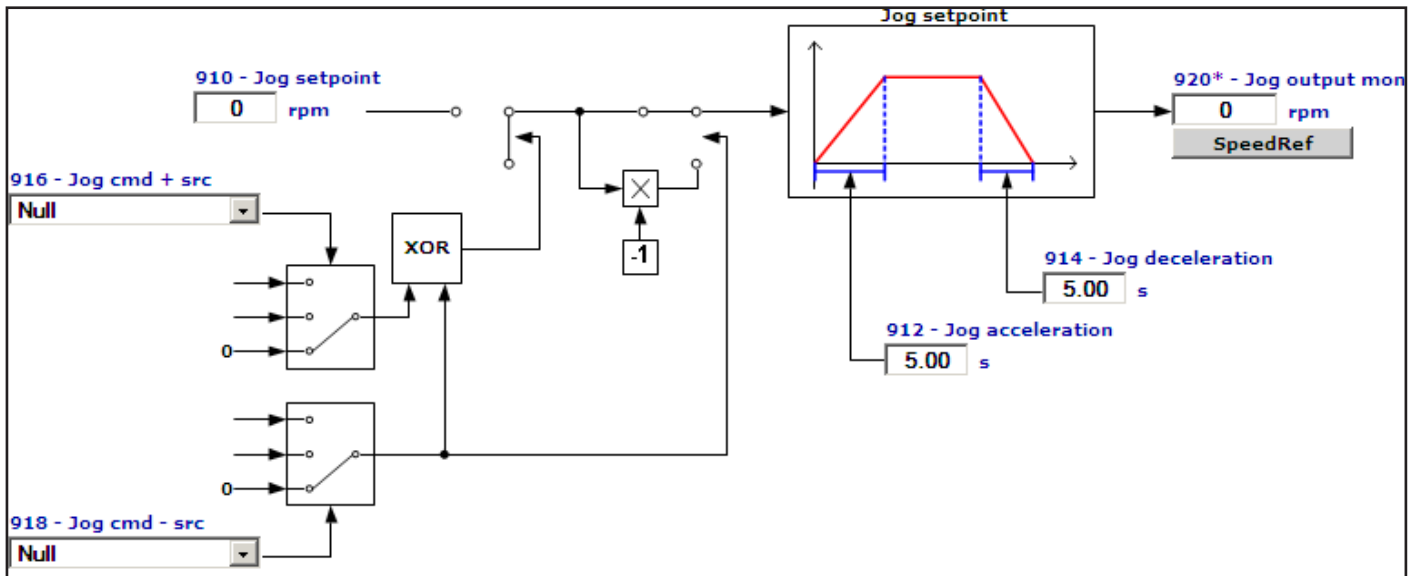 Jog setpoint
910 - Jog setpoint
0 rpm
920* - Jog output mon
0 rpm
SpeedRef
916 - Jog cmd + src
Null
XOR
-1
0
914 - Jog deceleration
5.00 s
912 - Jog acceleration
5.00 s
0
918 - Jog cmd - src
Null